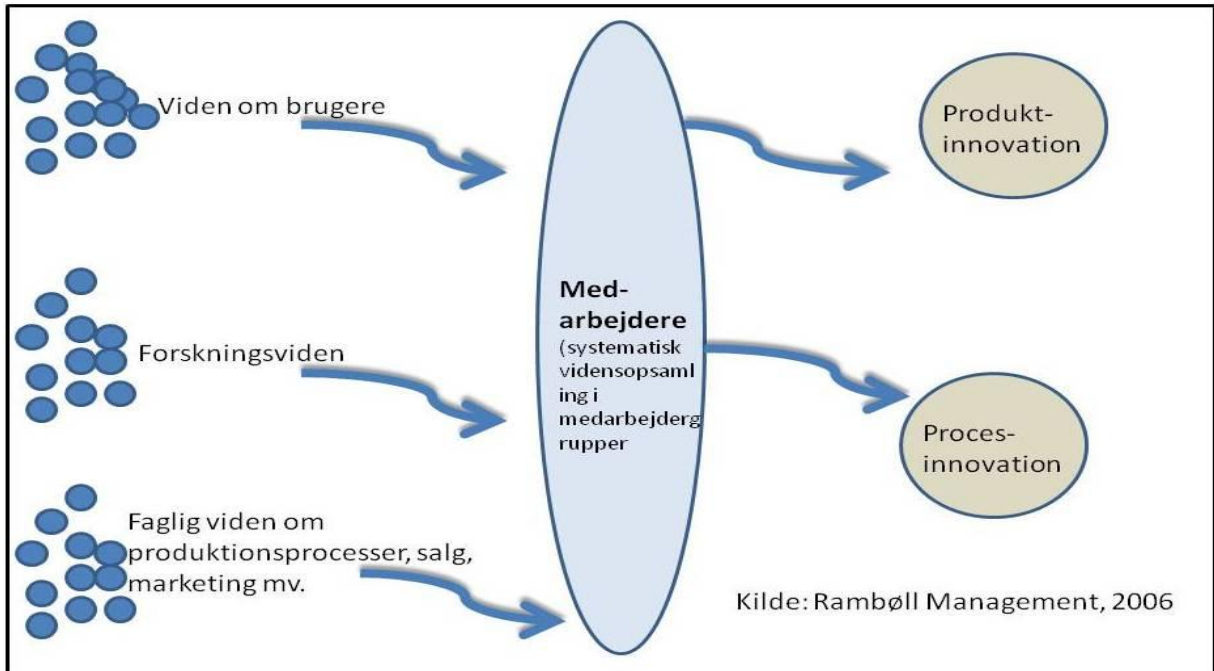 Viden om brugere
Forskningsviden
Faglig viden om
produktionsprocesser, salg,
marketing mv.
Med-
arbejdere
(systematisk
vidensopsaml
ing i
medarbejderg
rupper
Produkt-
innovation
Proces-
innovation
Kilde: Rambøll Management, 2006